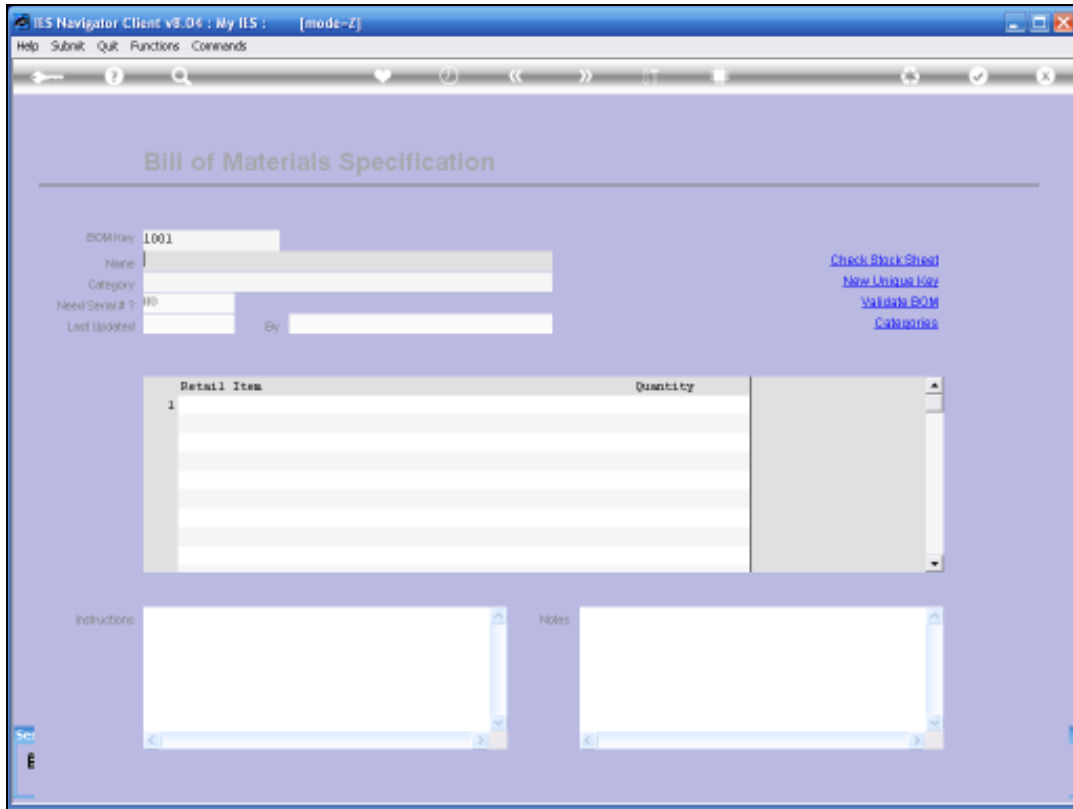 IES Navigator Client v8.04 : My IES : [mode=Z]
Help Submit Quit Functions Commands
Bill of Materials Specification
BOM Key 1001
Name
Check Stock Sheet
Category
New Unique Key
Need Serial # ? NO
Validate BOM
Last Updated By
Categories
Retail Item Quantity
1
Instructions Notes